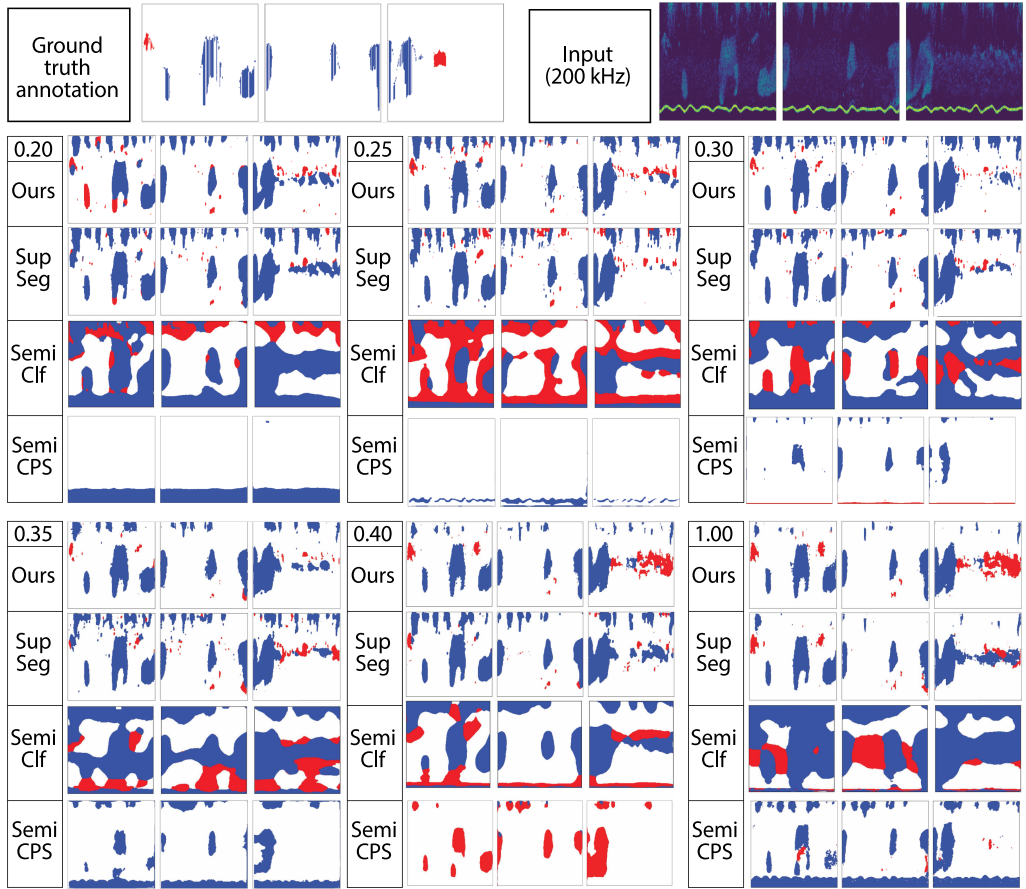 Ground
truth
annotation
Input
(200 kHz)
0.20
Ours
Sup
Seg
Semi
Clf
Semi
CPS
0.25
Ours
Sup
Seg
Semi
Clf
Semi
CPS
0.30
Ours
Sup
Seg
Semi
Clf
Semi
CPS
0.35
Ours
Sup
Seg
Semi
Clf
Semi
CPS
0.40
Ours
Sup
Seg
Semi
Clf
Semi
CPS
1.00
Ours
Sup
Seg
Semi
Clf
Semi
CPS